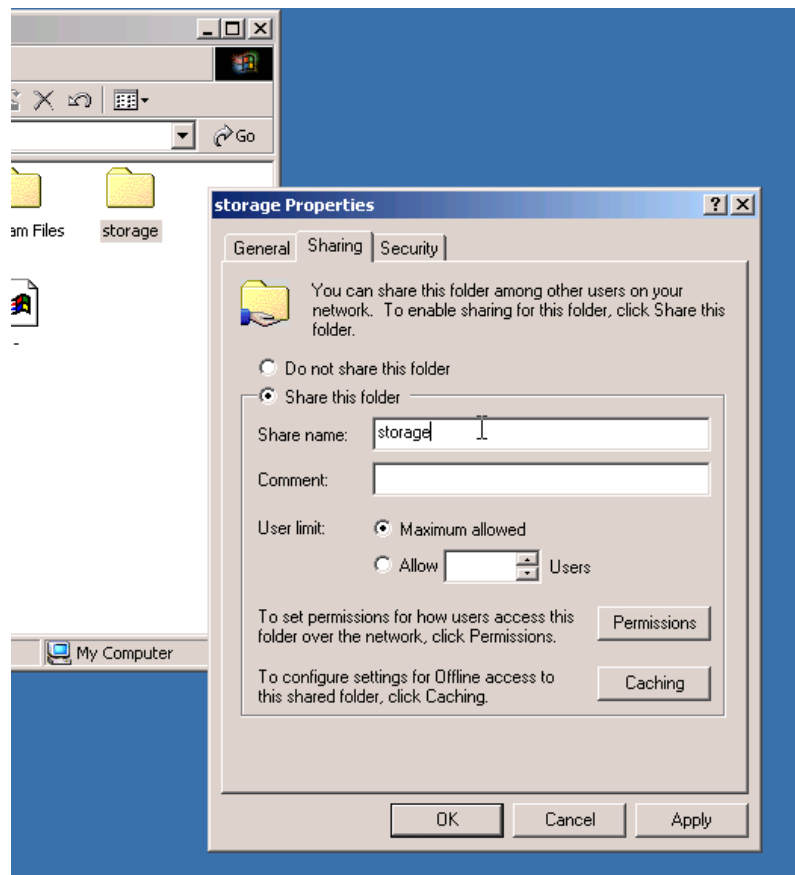 Go
am Files
storage
My Computer
storage Properties
General
Sharing
Security
You can share this folder among other users on your
network. To enable sharing for this folder, click Share this
folder.
Do not share this folder
Share this folder
Share name:
storage
Comment:
User limit:
Maximum allowed
Allow
Users
To set permissions for how users access this
folder over the network, click Permissions.
Permissions
To configure settings for Offline access to
this shared folder, click Caching.
Caching
OK
Cancel
Apply